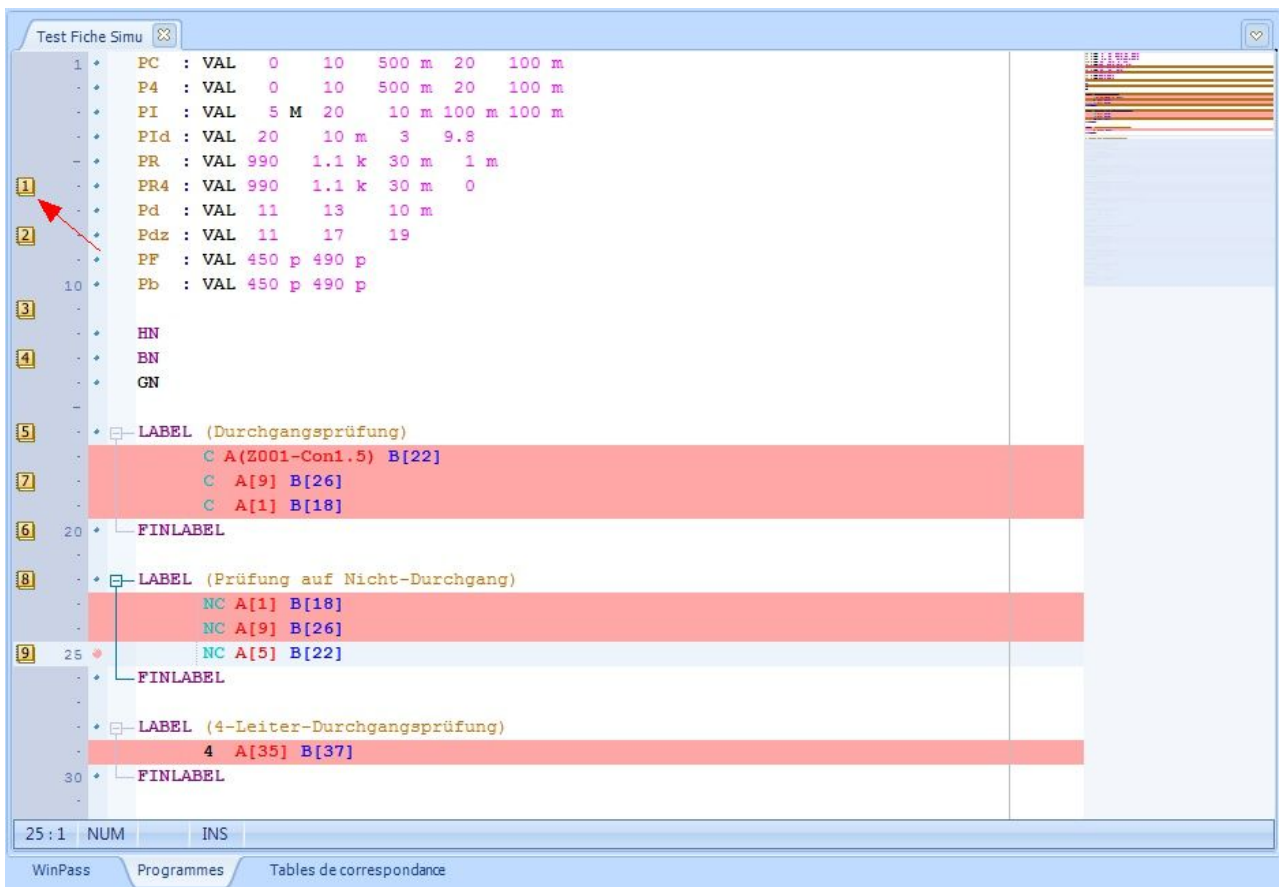 Test Fiche Simu
1 PC : VAL 0 10 500 m 20 100 m
P4 : VAL 0 10 500 m 20 100 m
PI : VAL 5 M 20 10 m 100 m 100 m
PId : VAL 20 10 m 3 9.8
PR : VAL 990 1.1 k 30 m 1 m
1 PR4 : VAL 990 1.1 k 30 m 0
Pd : VAL 11 13 10 m
2 Pdz : VAL 11 17 19
PF : VAL 450 p 490 p
10 Pb : VAL 450 p 490 p
3
HN
4 BN
GN
5 LABEL (Durchgangsprüfung)
C A(Z001-Con1.5) B[22]
7 C A[9] B[26]
C A[1] B[18]
6 20 FINLABEL
8 LABEL (Prüfung auf Nicht-Durchgang)
NC A[1] B[18]
NC A[9] B[26]
9 25 NC A[5] B[22]
FINLABEL
LABEL (4-Leiter-Durchgangsprüfung)
4 A[35] B[37]
30 FINLABEL
25 : 1 NUM INS
WinPass Programmes Tables de correspondance